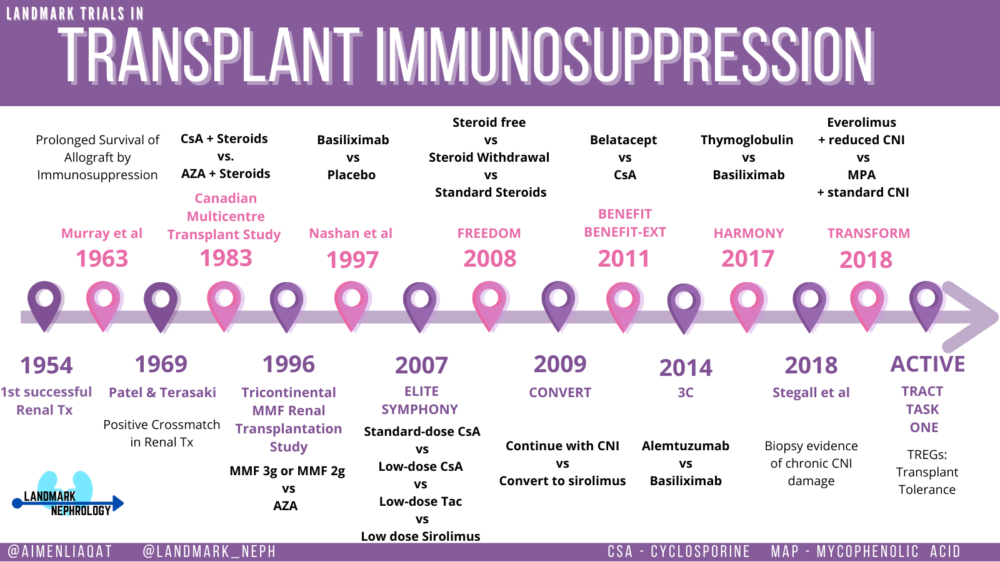 LANDMARK TRIALS IN
TRANSPLANT IMMUNOSUPPRESSION
Prolonged Survival of
Allograft by
Immunosuppression
Murray et al
1963
CsA + Steroids
vs.
AZA + Steroids
Canadian
Multicentre
Transplant Study
1983
Basiliximab
vs
Placebo
Nashan et al
1997
Steroid free
vs
Steroid Withdrawal
vs
Standard Steroids
FREEDOM
2008
Belatacept
vs
CsA
BENEFIT
BENEFIT-EXT
2011
Thymoglobulin
vs
Basiliximab
HARMONY
2017
Everolimus
+ reduced CNI
vs
MPA
+ standard CNI
TRANSFORM
2018
1954
1st successful
Renal Tx
1969
Patel & Terasaki
Positive Crossmatch
in Renal Tx
1996
Tricontinental
MMF Renal
Transplantation
Study
MMF 3g or MMF 2g
vs
AZA
2007
ELITE
SYMPHONY
Standard-dose CsA
vs
Low-dose CsA
vs
Low-dose Tac
vs
Low dose Sirolimus
2009
CONVERT
Continue with CNI
vs
Convert to sirolimus
2014
3C
Alemtuzumab
vs
Basiliximab
2018
Stegall et al
Biopsy evidence
of chronic CNI
damage
ACTIVE
TRACT
TASK
ONE
TREGs:
Transplant
Tolerance
LANDMARK
NEPHROLOGY
@AIMENLIAQAT @LANDMARK_NEPH CSA - CYCLOSPORINE MAP - MYCOPHENOLIC ACID